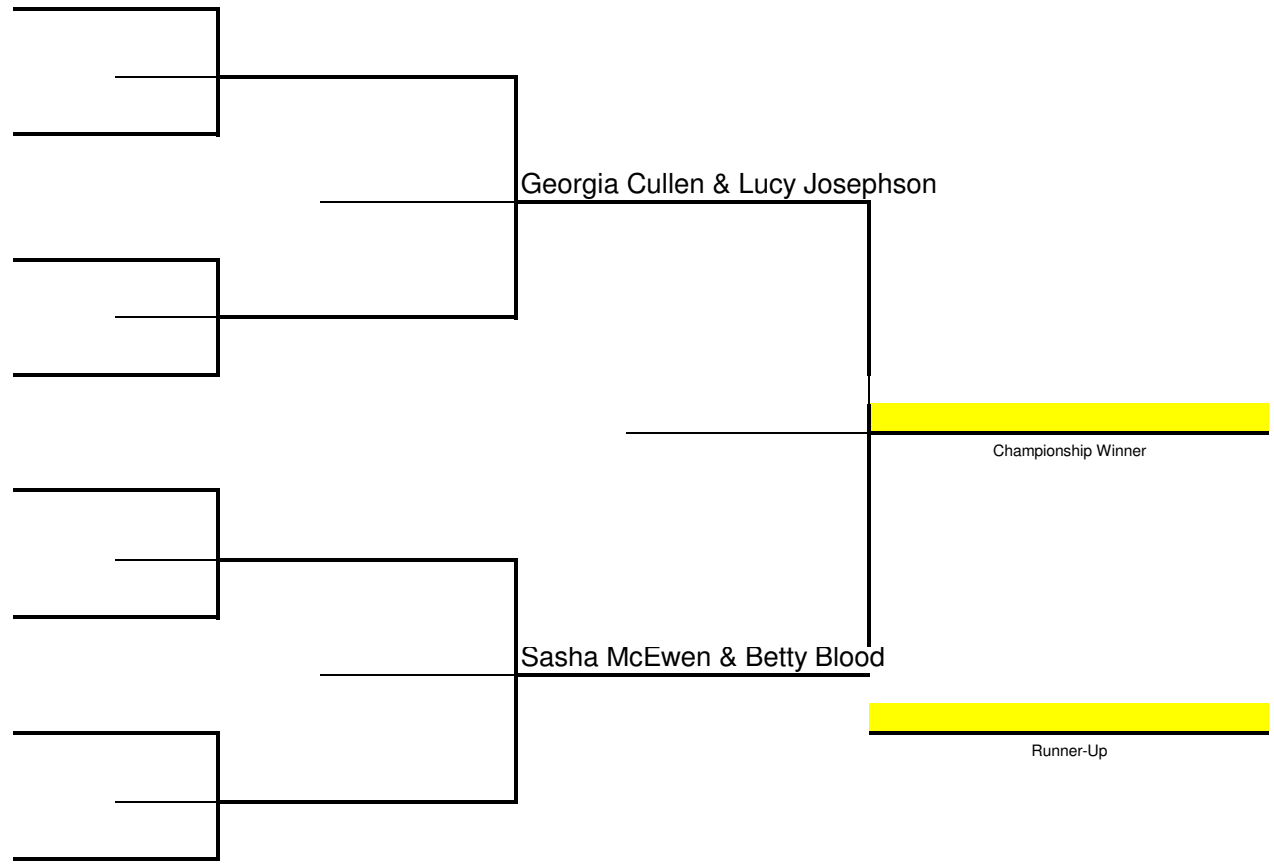 Georgia Cullen & Lucy Josephson
Championship Winner
Sasha McEwen & Betty Blood
Runner-Up